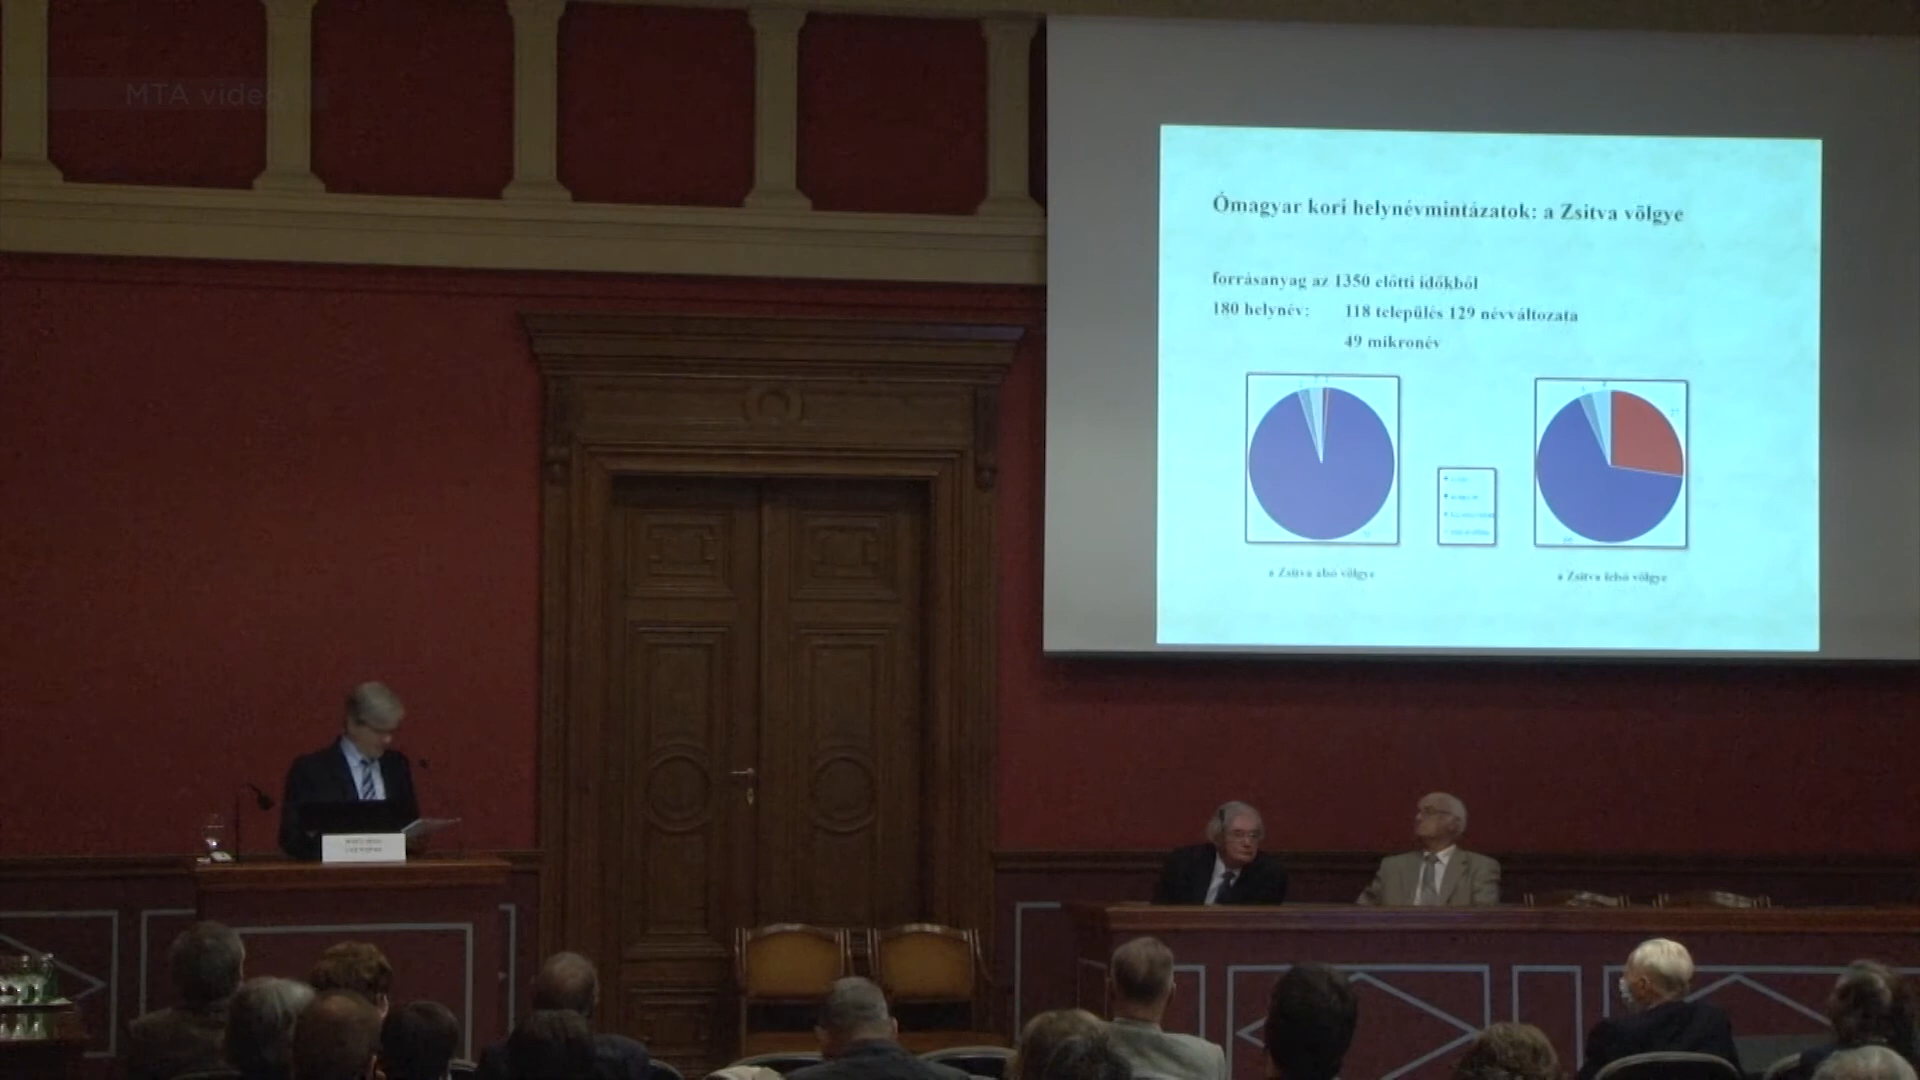 MTA video
Ómagyar kori helynévmintázatok: a Zsitva völgye
forrásanyag az 1350 előtti időkből
180 helynév: 118 település 129 névváltozata
49 mikronév
a Zsitva alsó völgye
a Zsitva felső völgye